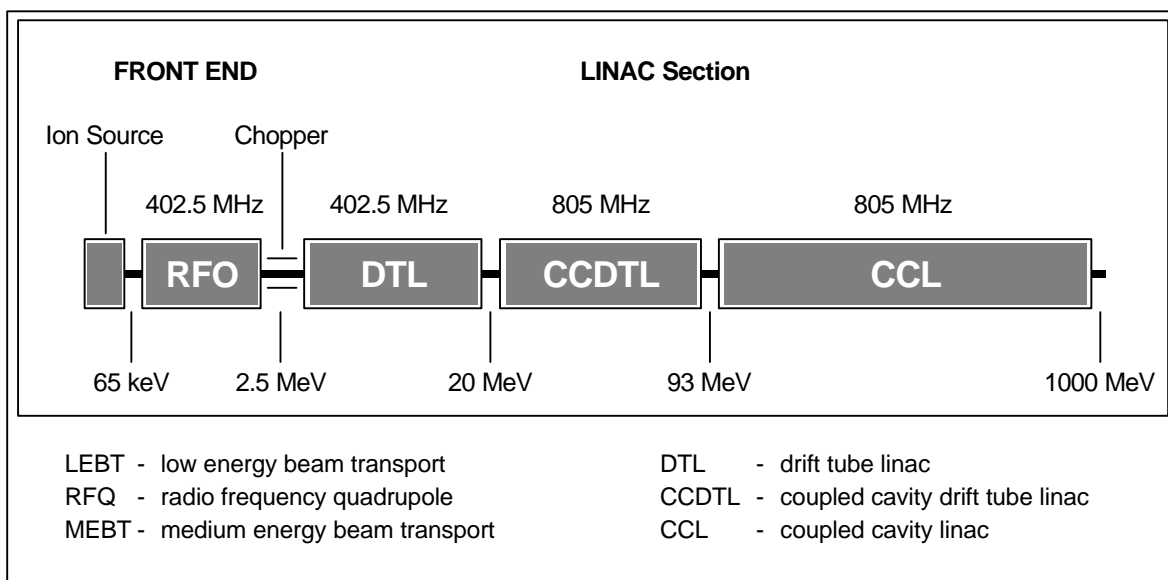 FRONT END LINAC Section
Ion Source Chopper
402.5 MHz 402.5 MHz 805 MHz 805 MHz
RFO DTL CCDTL CCL
65 keV 2.5 MeV 20 MeV 93 MeV 1000 MeV
LEBT - low energy beam transport DTL - drift tube linac
RFQ - radio frequency quadrupole CCDTL - coupled cavity drift tube linac
MEBT - medium energy beam transport CCL - coupled cavity linac